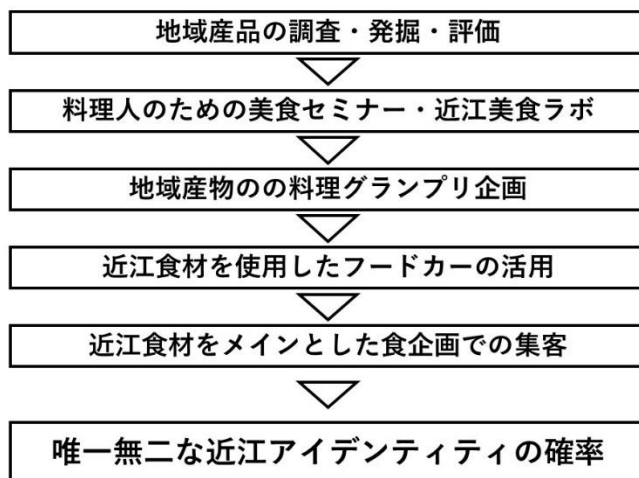 地域産品の調査・発掘・評価
料理人のための美食セミナー・近江美食ラボ
地域産物のの料理グランプリ企画
近江食材を使用したフードカーの活用
近江食材をメインとした食企画での集客
唯一無二な近江アイデンティティの確率